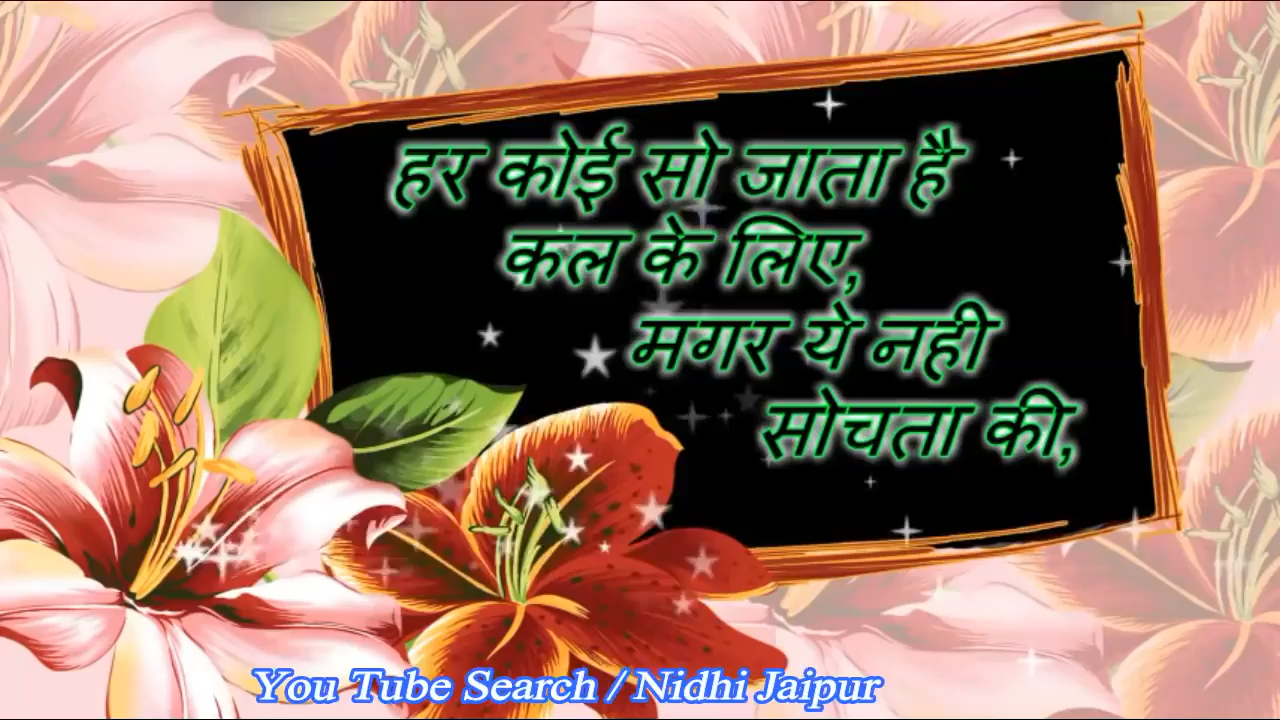 हर कोई सो जाता है
कल के लिए,
मगर ये नही
सोचता की,
You Tube Search / Nidhi Jaipur